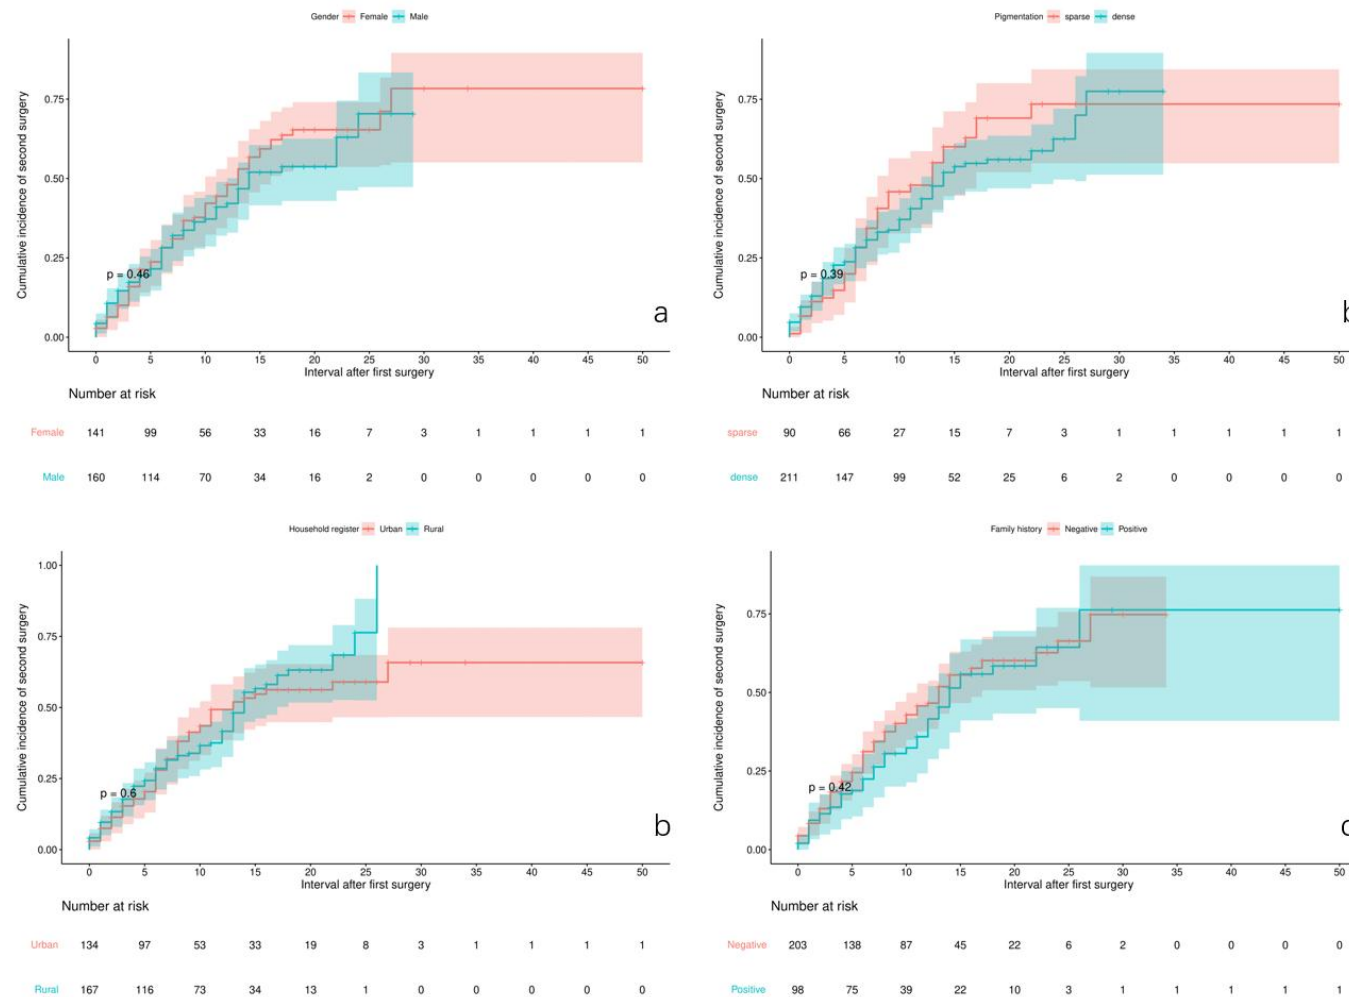 Gender Female Male
Cumulative incidence of second surgery
0.75
0.50
0.25
0.00
p = 0.46
a
0 5 10 15 20 25 30 35 40 45 50
Interval after first surgery
Number at risk
Female 141 99 56 33 16 7 3 1 1 1 1
Male 160 114 70 34 16 2 0 0 0 0 0
Pigmentation sparse dense
Cumulative incidence of second surgery
0.75
0.50
0.25
0.00
p = 0.39
0 5 10 15 20 25 30 35 40 45 50
Interval after first surgery
Number at risk
sparse 90 66 27 15 7 3 1 1 1 1 1
dense 211 147 99 52 25 6 2 0 0 0 0
Household register Urban Rural
Cumulative incidence of second surgery
1.00
0.75
0.50
0.25
0.00
p = 0.6
b
0 5 10 15 20 25 30 35 40 45 50
Interval after first surgery
Number at risk
Urban 134 97 53 33 19 8 3 1 1 1 1
Rural 167 116 73 34 13 1 0 0 0 0 0
Family history Negative Positive
Cumulative incidence of second surgery
0.75
0.50
0.25
0.00
p = 0.42
0 5 10 15 20 25 30 35 40 45 50
Interval after first surgery
Number at risk
Negative 203 138 87 45 22 6 2 0 0 0 0
Positive 98 75 39 22 10 3 1 1 1 1 1